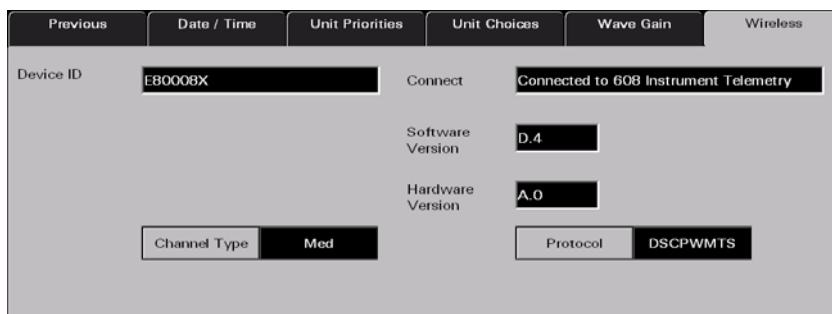 Previous Date / Time Unit Priorities Unit Choices Wave Gain Wireless
Device ID E80008X Connect Connected to 608 Instrument Telemetry
Software
Version D.4
Hardware
Version A.0
Channel Type Med Protocol DSCPWMTS